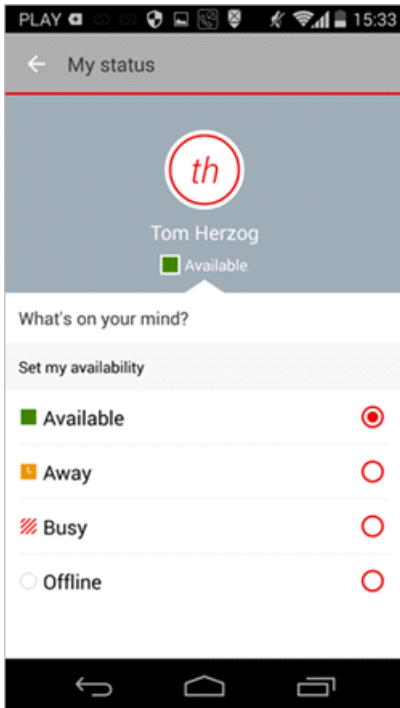 PLAY 15:33
My status
th
Tom Herzog
Available
What's on your mind?
Set my availability
Available
Away
Busy
Offline